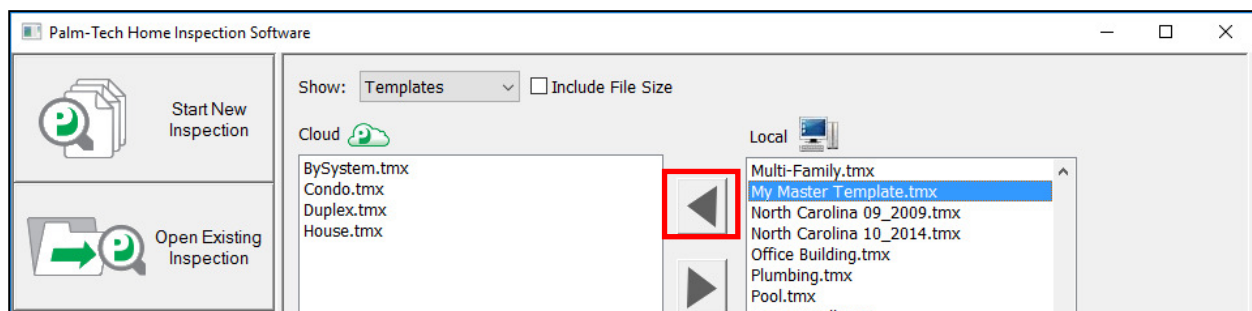 Palm-Tech Home Inspection Software
Start New
Inspection
Open Existing
Inspection
Show: Templates Include File Size
Cloud
BySystem.tmx
Condo.tmx
Duplex.tmx
House.tmx
Local
Multi-Family.tmx
My Master Template.tmx
North Carolina 09_2009.tmx
North Carolina 10_2014.tmx
Office Building.tmx
Plumbing.tmx
Pool.tmx